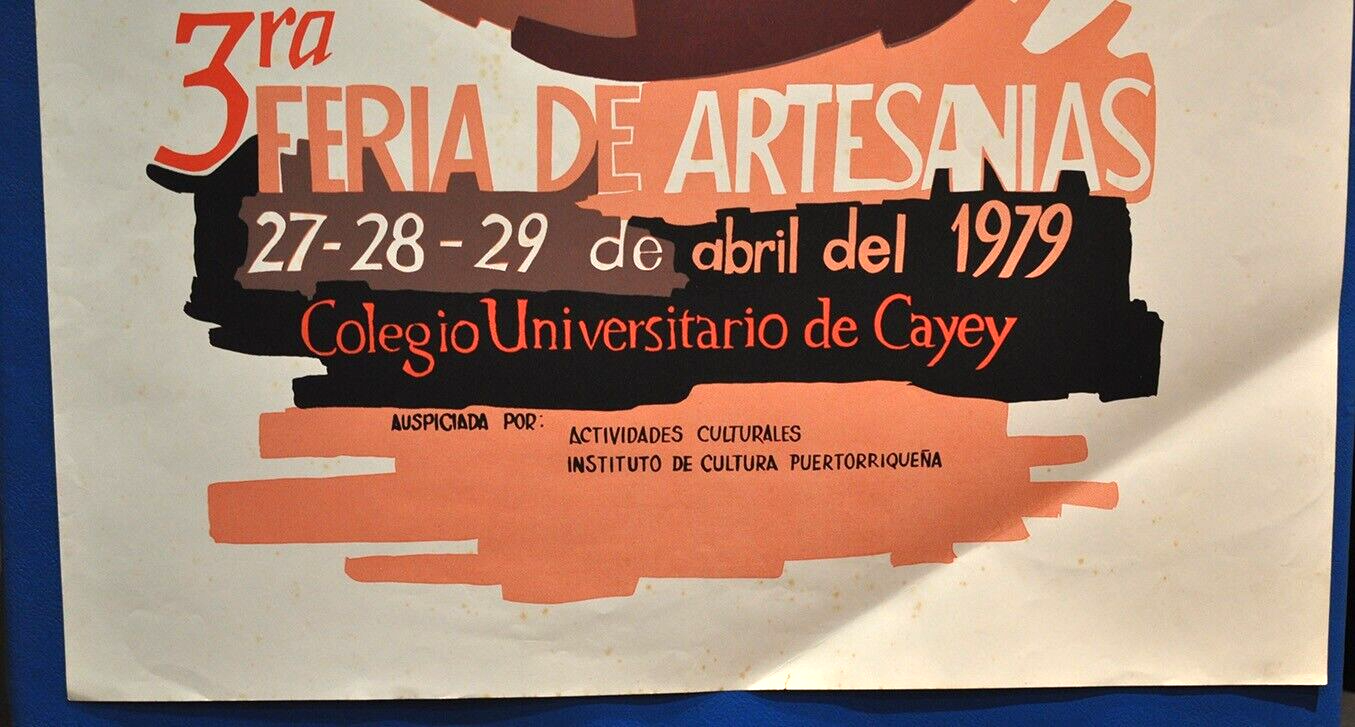 3ra
FERIA DE ARTESANIAS
27-28-29 de abril del 1979
Colegio Universitario de Cayey
AUSPICIADA POR: ACTIVIDADES CULTURALES
INSTITUTO DE CULTURA PUERTORRIQUEÑA